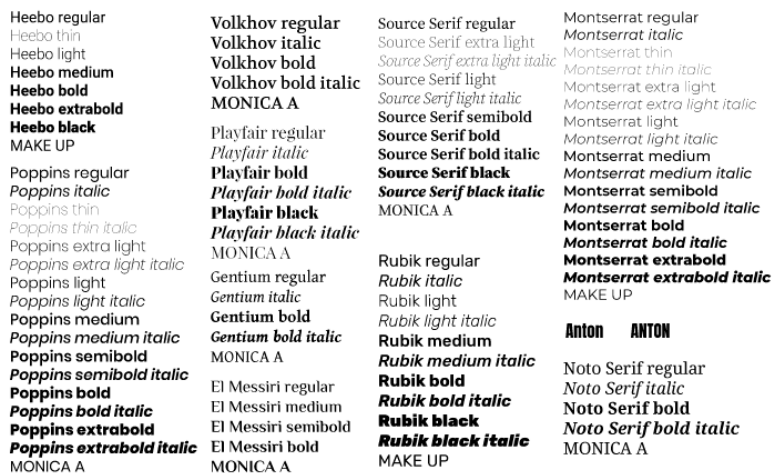 Heebo regular
Heebo thin
Heebo light
Heebo medium
Heebo bold
Heebo extrabold
Heebo black
MAKE UP
Poppins regular
Poppins italic
Poppins thin
Poppins thin italic
Poppins extra light
Poppins extra light italic
Poppins light
Poppins light italic
Poppins medium
Poppins medium italic
Poppins semibold
Poppins semibold italic
Poppins bold
Poppins bold italic
Poppins extrabold
Poppins extrabold italic
MONICA A
Volkhov regular
Volkhov italic
Volkhov bold
Volkhov bold italic
MONICA A
Playfair regular
Playfair italic
Playfair bold
Playfair bold italic
Playfair black
Playfair black italic
MONICA A
Gentium regular
Gentium italic
Gentium bold
Gentium bold italic
MONICA A
El Messiri regular
El Messiri medium
El Messiri semibold
El Messiri bold
MONICA A
Source Serif regular
Source Serif extra light
Source Serif extra light italic
Source Serif light
Source Serif light italic
Source Serif semibold
Source Serif bold
Source Serif bold italic
Source Serif black
Source Serif black italic
MONICA A
Rubik regular
Rubik italic
Rubik light
Rubik light italic
Rubik medium
Rubik medium italic
Rubik bold
Rubik bold italic
Rubik black
Rubik black italic
MAKE UP
Montserrat regular
Montserrat italic
Montserrat thin
Montserrat thin italic
Montserrat extra light
Montserrat extra light italic
Montserrat light
Montserrat light italic
Montserrat medium
Montserrat medium italic
Montserrat semibold
Montserrat semibold italic
Montserrat bold
Montserrat bold italic
Montserrat extrabold
Montserrat extrabold italic
MAKE UP
Anton ANTON
Noto Serif regular
Noto Serif italic
Noto Serif bold
Noto Serif bold italic
MONICA A